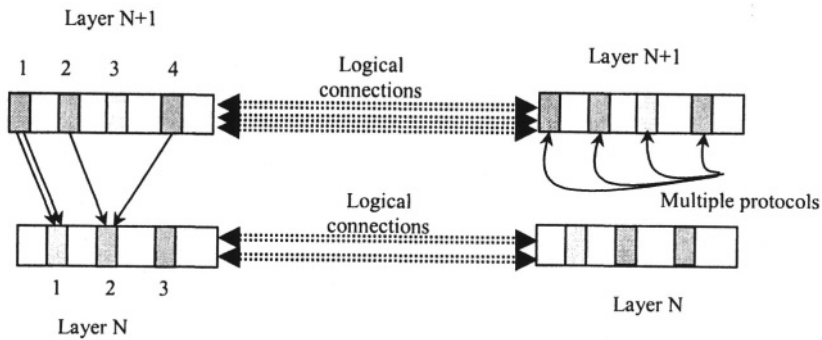 Layer N+1
1 2 3 4
Logical
connections
Layer N+1
Logical
connections
Multiple protocols
1 2 3
Layer N
Layer N